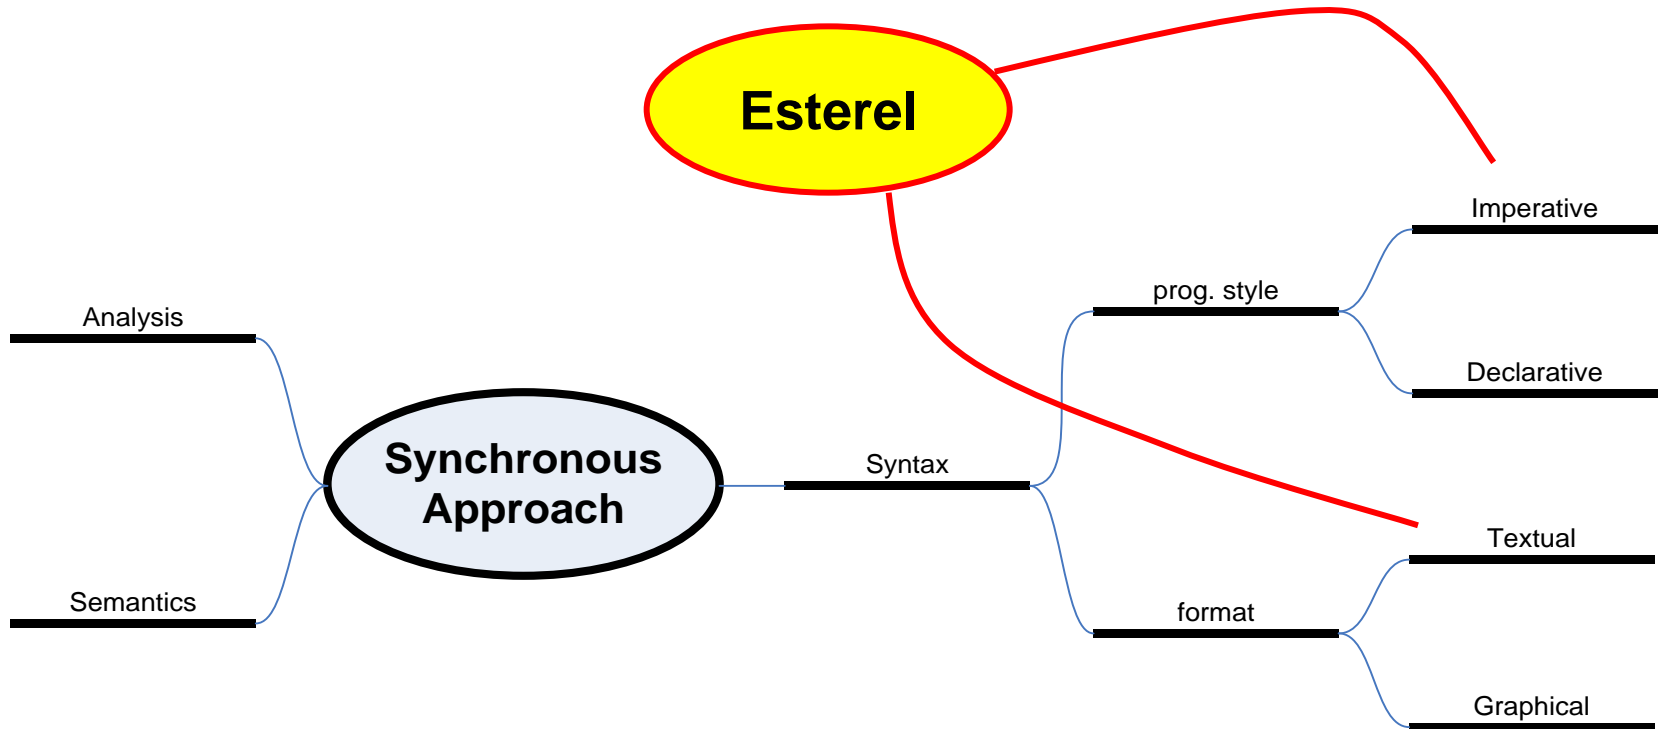 Esterel
Imperative
prog. style
Analysis
Declarative
Synchronous
Approach
Syntax
Textual
Semantics
format
Graphical